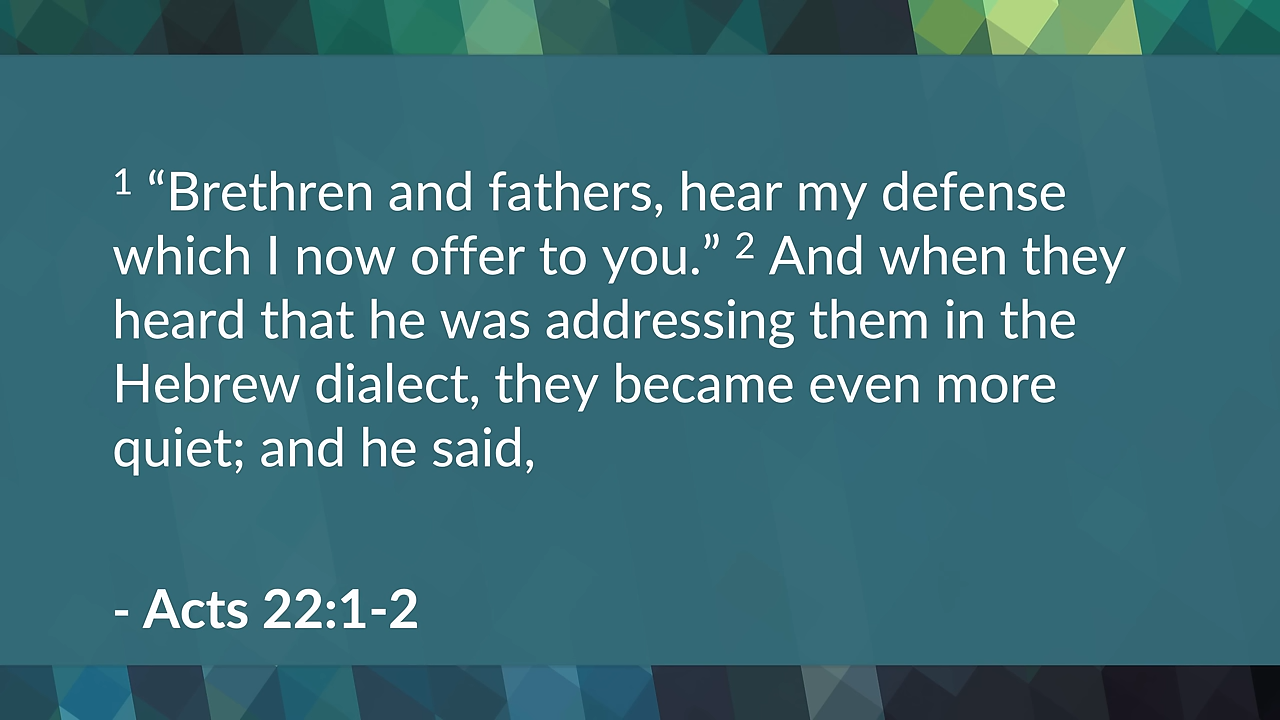 1 “Brethren and fathers, hear my defense
which I now offer to you.” 2 And when they
heard that he was addressing them in the
Hebrew dialect, they became even more
quiet; and he said,
- Acts 22:1-2